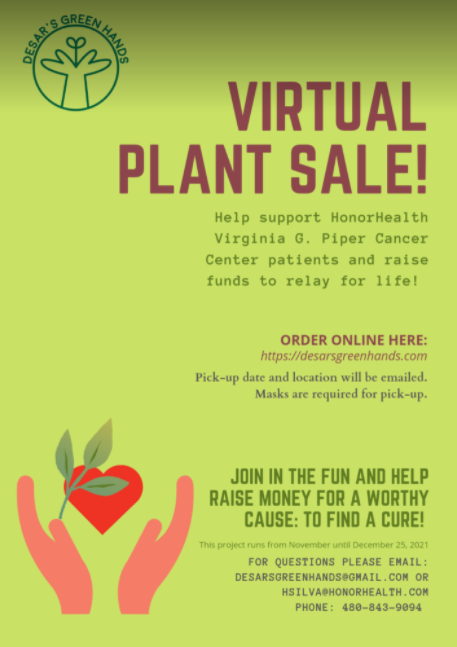 DESAR'S GREEN HANDS
VIRTUAL
PLANT SALE!
Help support HonorHealth
Virginia G. Piper Cancer
Center patients and raise
funds to relay for life!
ORDER ONLINE HERE:
https://desarsgreenhands.com
Pick-up date and location will be emailed.
Masks are required for pick-up.
JOIN IN THE FUN AND HELP
RAISE MONEY FOR A WORTHY
CAUSE: TO FIND A CURE!
This project runs from November until December 25, 2021
FOR QUESTIONS PLEASE EMAIL:
DESARSGREENHANDS@GMAIL.COM OR
HSILVA@HONORHEALTH.COM
PHONE: 480-843-9094